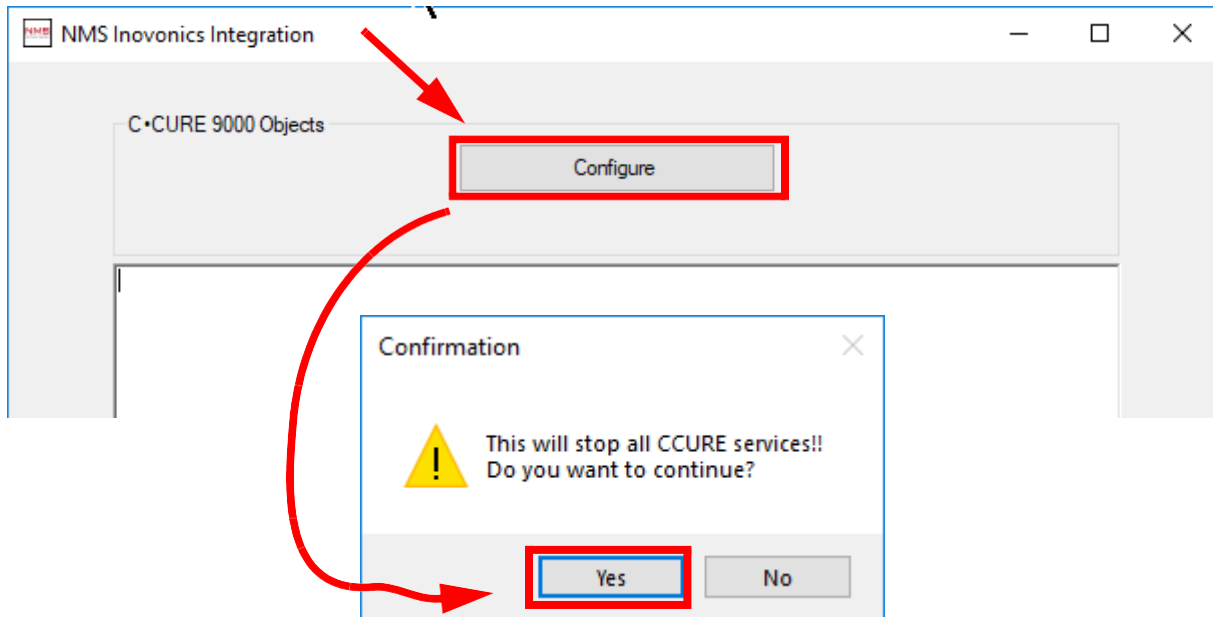 NMS NMS Inovonics Integration
C•CURE 9000 Objects
Configure
Confirmation
This will stop all CCURE services!!
Do you want to continue?
Yes No